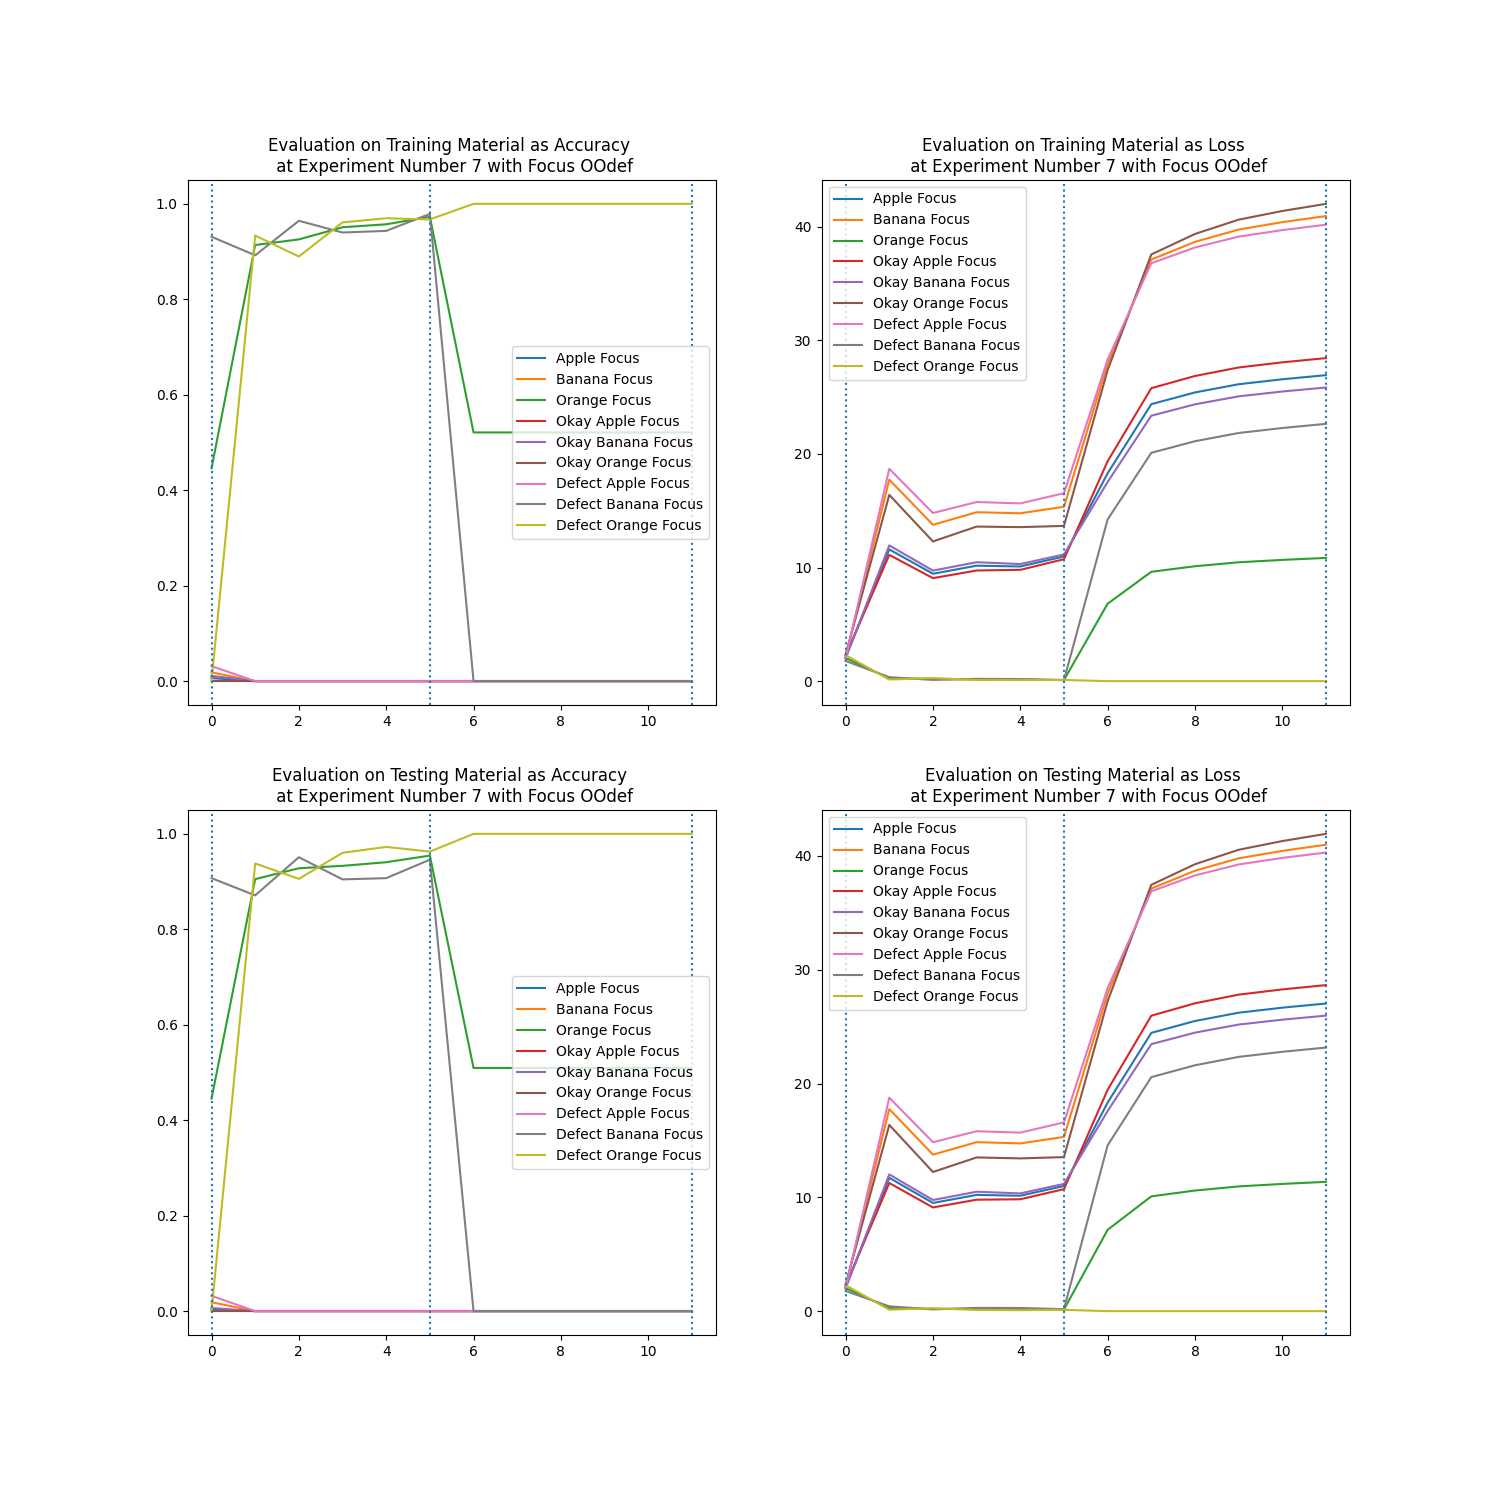 Evaluation on Training Material as Accuracy
at Experiment Number 7 with Focus OOdef
1.0
0.8
0.6
0.4
0.2
0.0
0 2 4 6 8 10
Apple Focus
Banana Focus
Orange Focus
Okay Apple Focus
Okay Banana Focus
Okay Orange Focus
Defect Apple Focus
Defect Banana Focus
Defect Orange Focus
Evaluation on Training Material as Loss
at Experiment Number 7 with Focus OOdef
Apple Focus
Banana Focus
Orange Focus
Okay Apple Focus
Okay Banana Focus
Okay Orange Focus
Defect Apple Focus
Defect Banana Focus
Defect Orange Focus
40
30
20
10
0
0 2 4 6 8 10
Evaluation on Testing Material as Accuracy
at Experiment Number 7 with Focus OOdef
1.0
0.8
0.6
0.4
0.2
0.0
0 2 4 6 8 10
Apple Focus
Banana Focus
Orange Focus
Okay Apple Focus
Okay Banana Focus
Okay Orange Focus
Defect Apple Focus
Defect Banana Focus
Defect Orange Focus
Evaluation on Testing Material as Loss
at Experiment Number 7 with Focus OOdef
Apple Focus
Banana Focus
Orange Focus
Okay Apple Focus
Okay Banana Focus
Okay Orange Focus
Defect Apple Focus
Defect Banana Focus
Defect Orange Focus
40
30
20
10
0
0 2 4 6 8 10